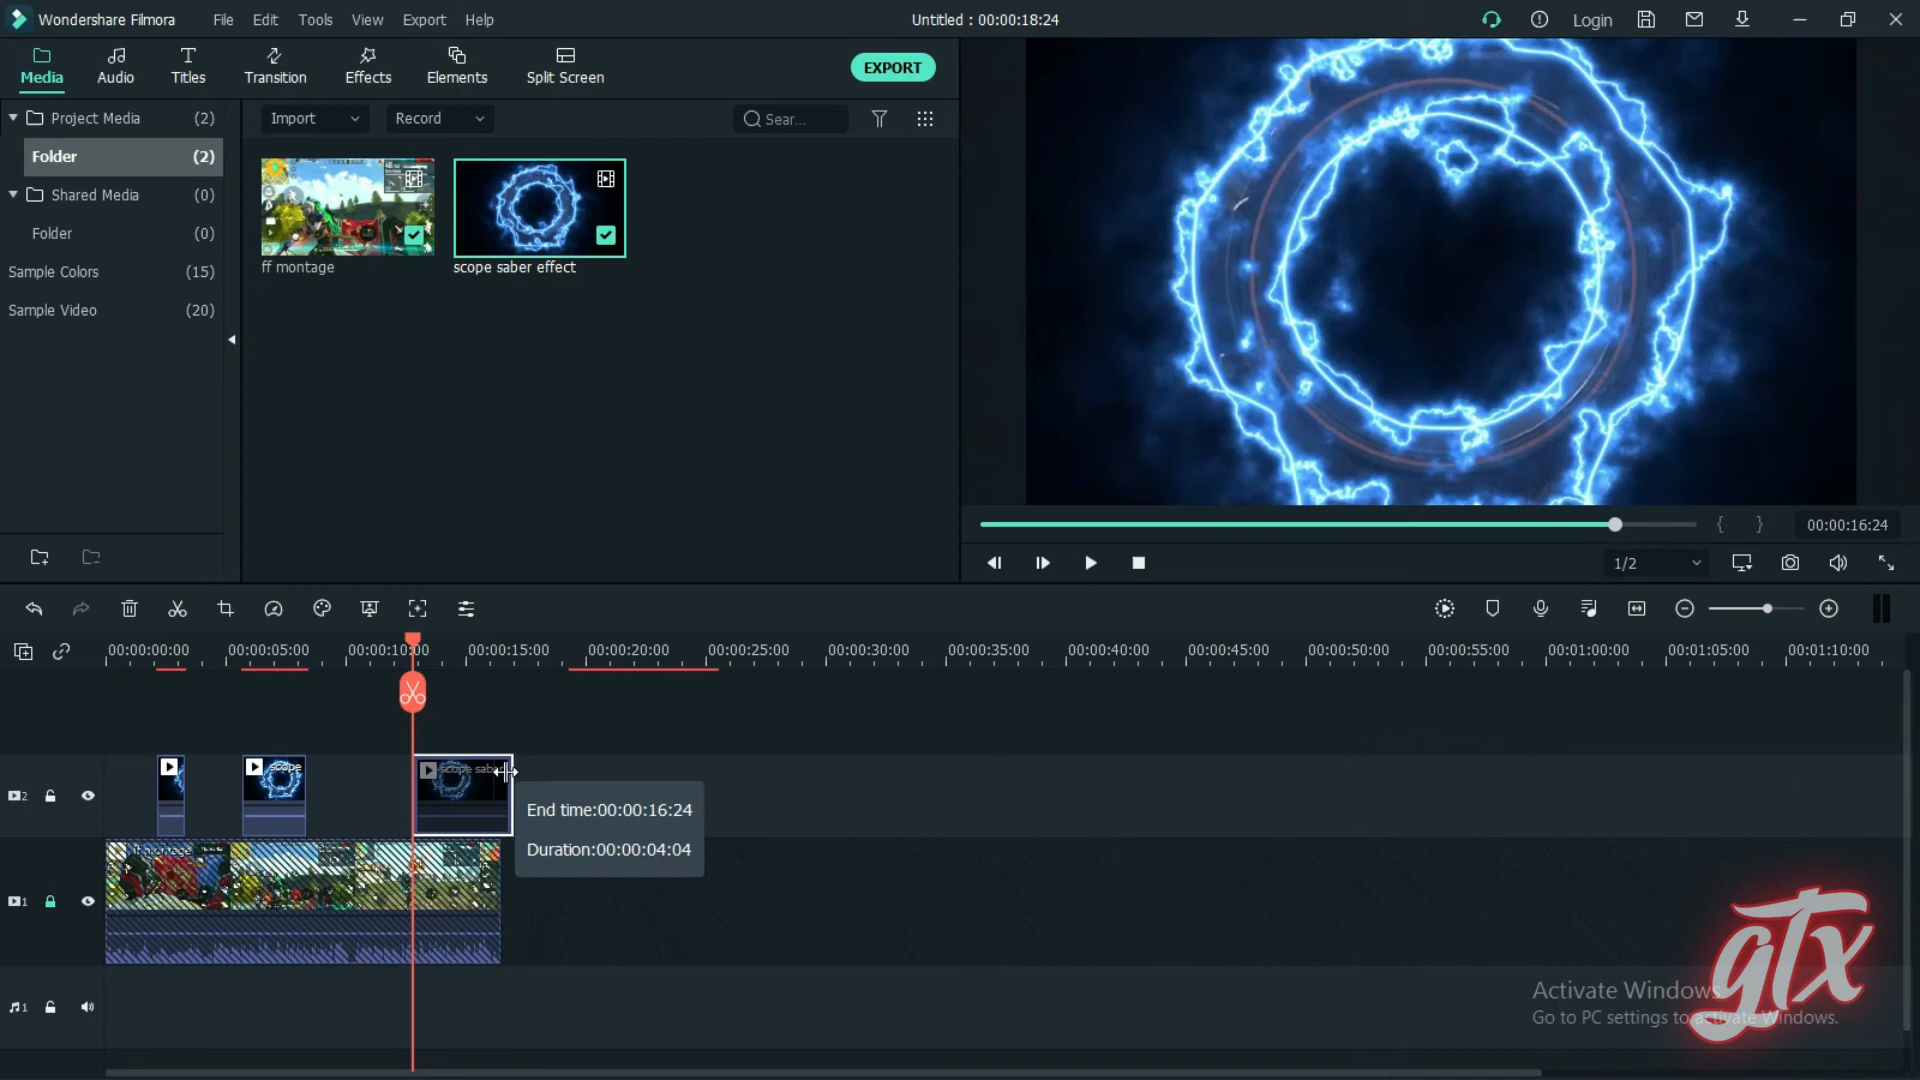 Wondershare Filmora
File Edit Tools View Export Help
Untitled : 00:00:18:24
Login
Media Audio Titles Transition Effects Elements Split Screen
EXPORT
Project Media (2)
Folder (2)
Shared Media (0)
Folder (0)
Sample Colors (15)
Sample Video (20)
Import Record
Sear...
ff montage scope saber effect
00:00:16:24
1/2
00:00:00:00 00:00:05:00 00:00:10:00 00:00:15:00 00:00:20:00 00:00:25:00 00:00:30:00 00:00:35:00 00:00:40:00 00:00:45:00 00:00:50:00 00:00:55:00 00:01:00:00 00:01:05:00 00:01:10:00
2
scope
scope saber
End time:00:00:16:24
Duration:00:00:04:04
1
ff montage
1
gtx
Activate Windows
Go to PC settings to activate Windows.